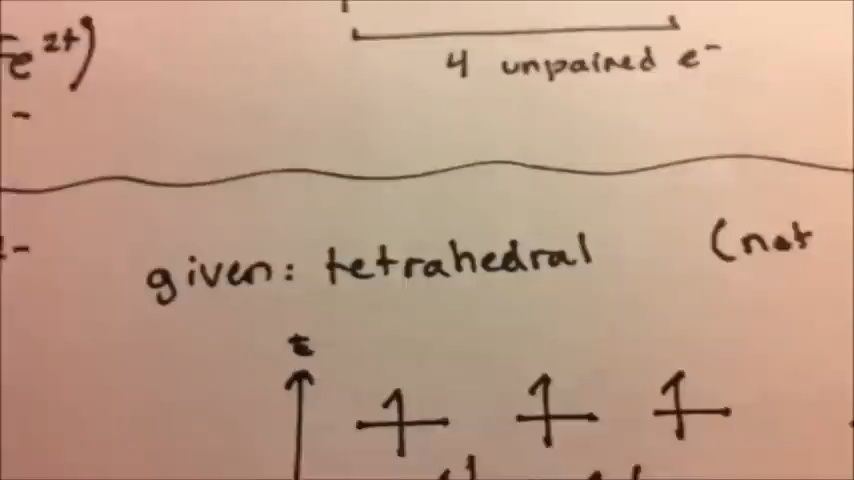 Fe2+)
4 unpaired e-
-
-
given: tetrahedral (not
E